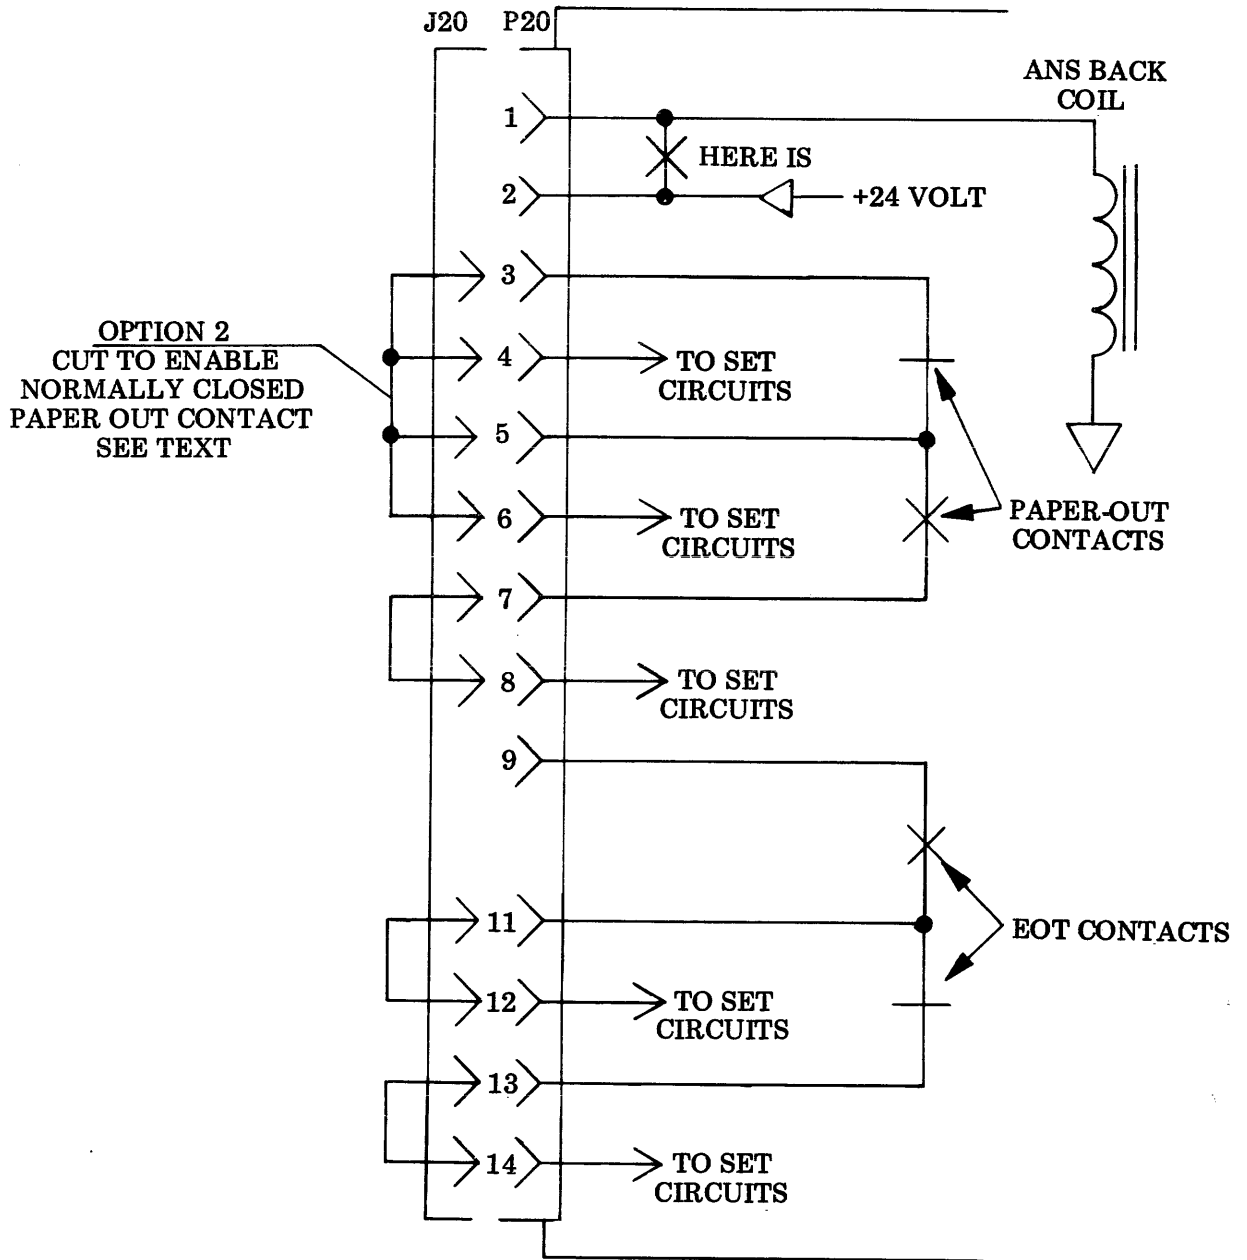 J20 P20
ANS BACK
COIL
1
HERE IS
2
+24 VOLT
3
OPTION 2
CUT TO ENABLE
NORMALLY CLOSED
PAPER OUT CONTACT
SEE TEXT
4
TO SET
CIRCUITS
5
6
TO SET
CIRCUITS
PAPER-OUT
CONTACTS
7
8
TO SET
CIRCUITS
9
11
EOT CONTACTS
12
TO SET
CIRCUITS
13
14
TO SET
CIRCUITS